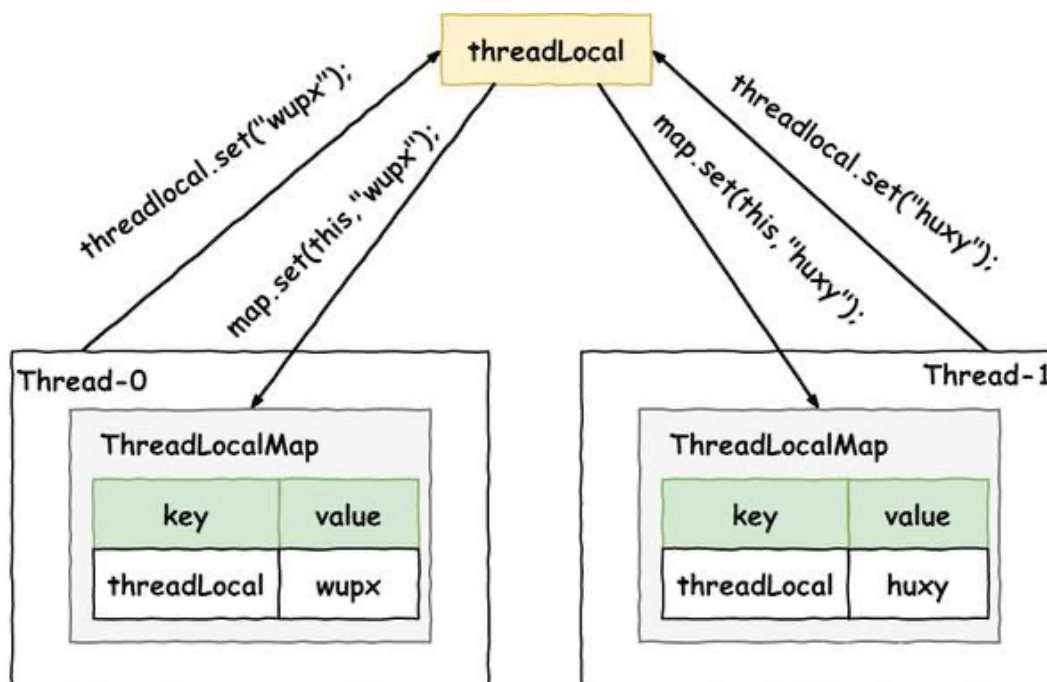 threadLocal
threadlocal.set("wupx");
map.set(this, "wupx");
map.set(this, "huxy");
threadlocal.set("huxy");
Thread-0
ThreadLocalMap
key value
threadLocal wupx
Thread-1
ThreadLocalMap
key value
threadLocal huxy